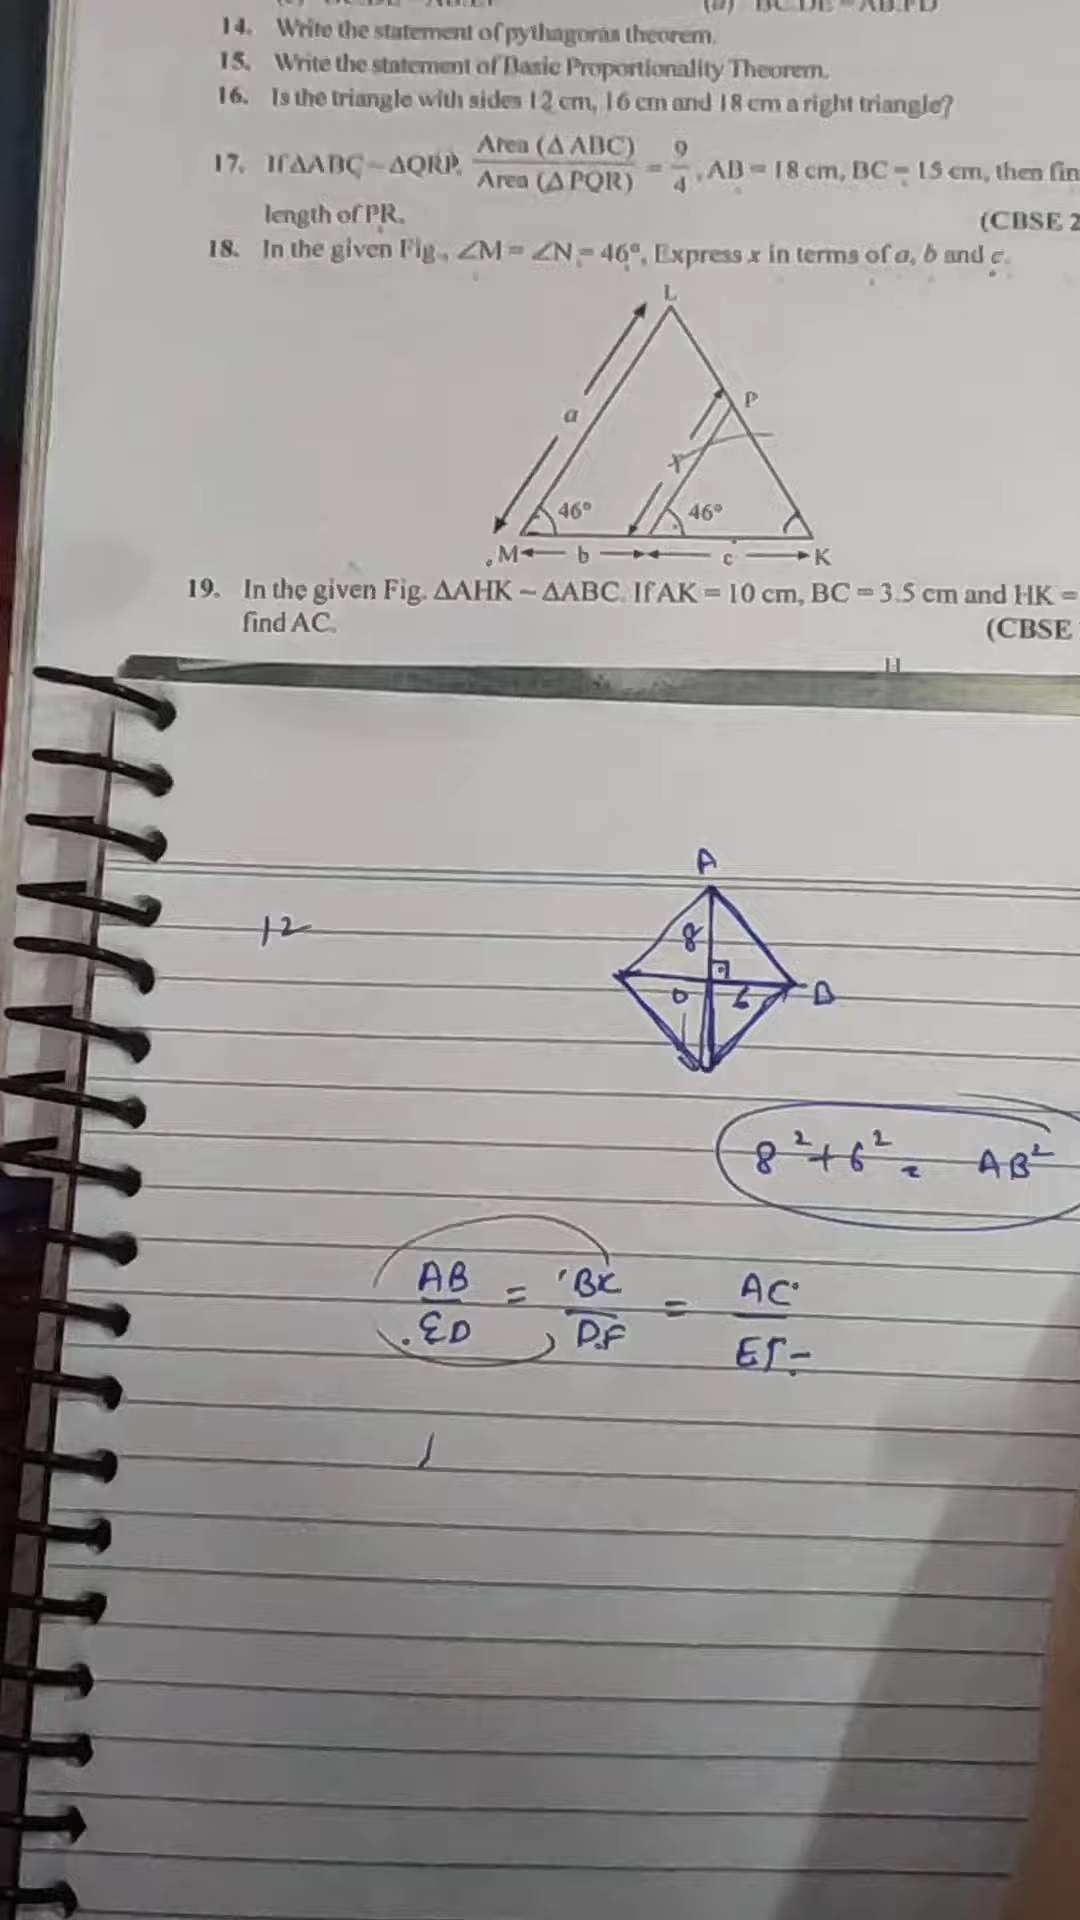 BC.DE = AB.FD
14. Write the statement of pythagoras theorem.
15. Write the statement of Basic Proportionality Theorem.
16. Is the triangle with sides 12 cm, 16 cm and 18 cm a right triangle?
17. If ΔABC ~ ΔQRP, Area (Δ ABC) / Area (Δ PQR) = 9/4, AB = 18 cm, BC = 15 cm, then fin
length of PR.
(CBSE 2
18. In the given Fig., ∠M = ∠N = 46°, Express x in terms of a, b and c.
L
P
a
x
46° 46°
M b c K
19. In the given Fig. ΔAHK ~ ΔABC. If AK = 10 cm, BC = 3.5 cm and HK =
find AC.
(CBSE
H
A
12
8
0 6 B
8² + 6² = AB²
AB/ED = BC/DF = AC/EF